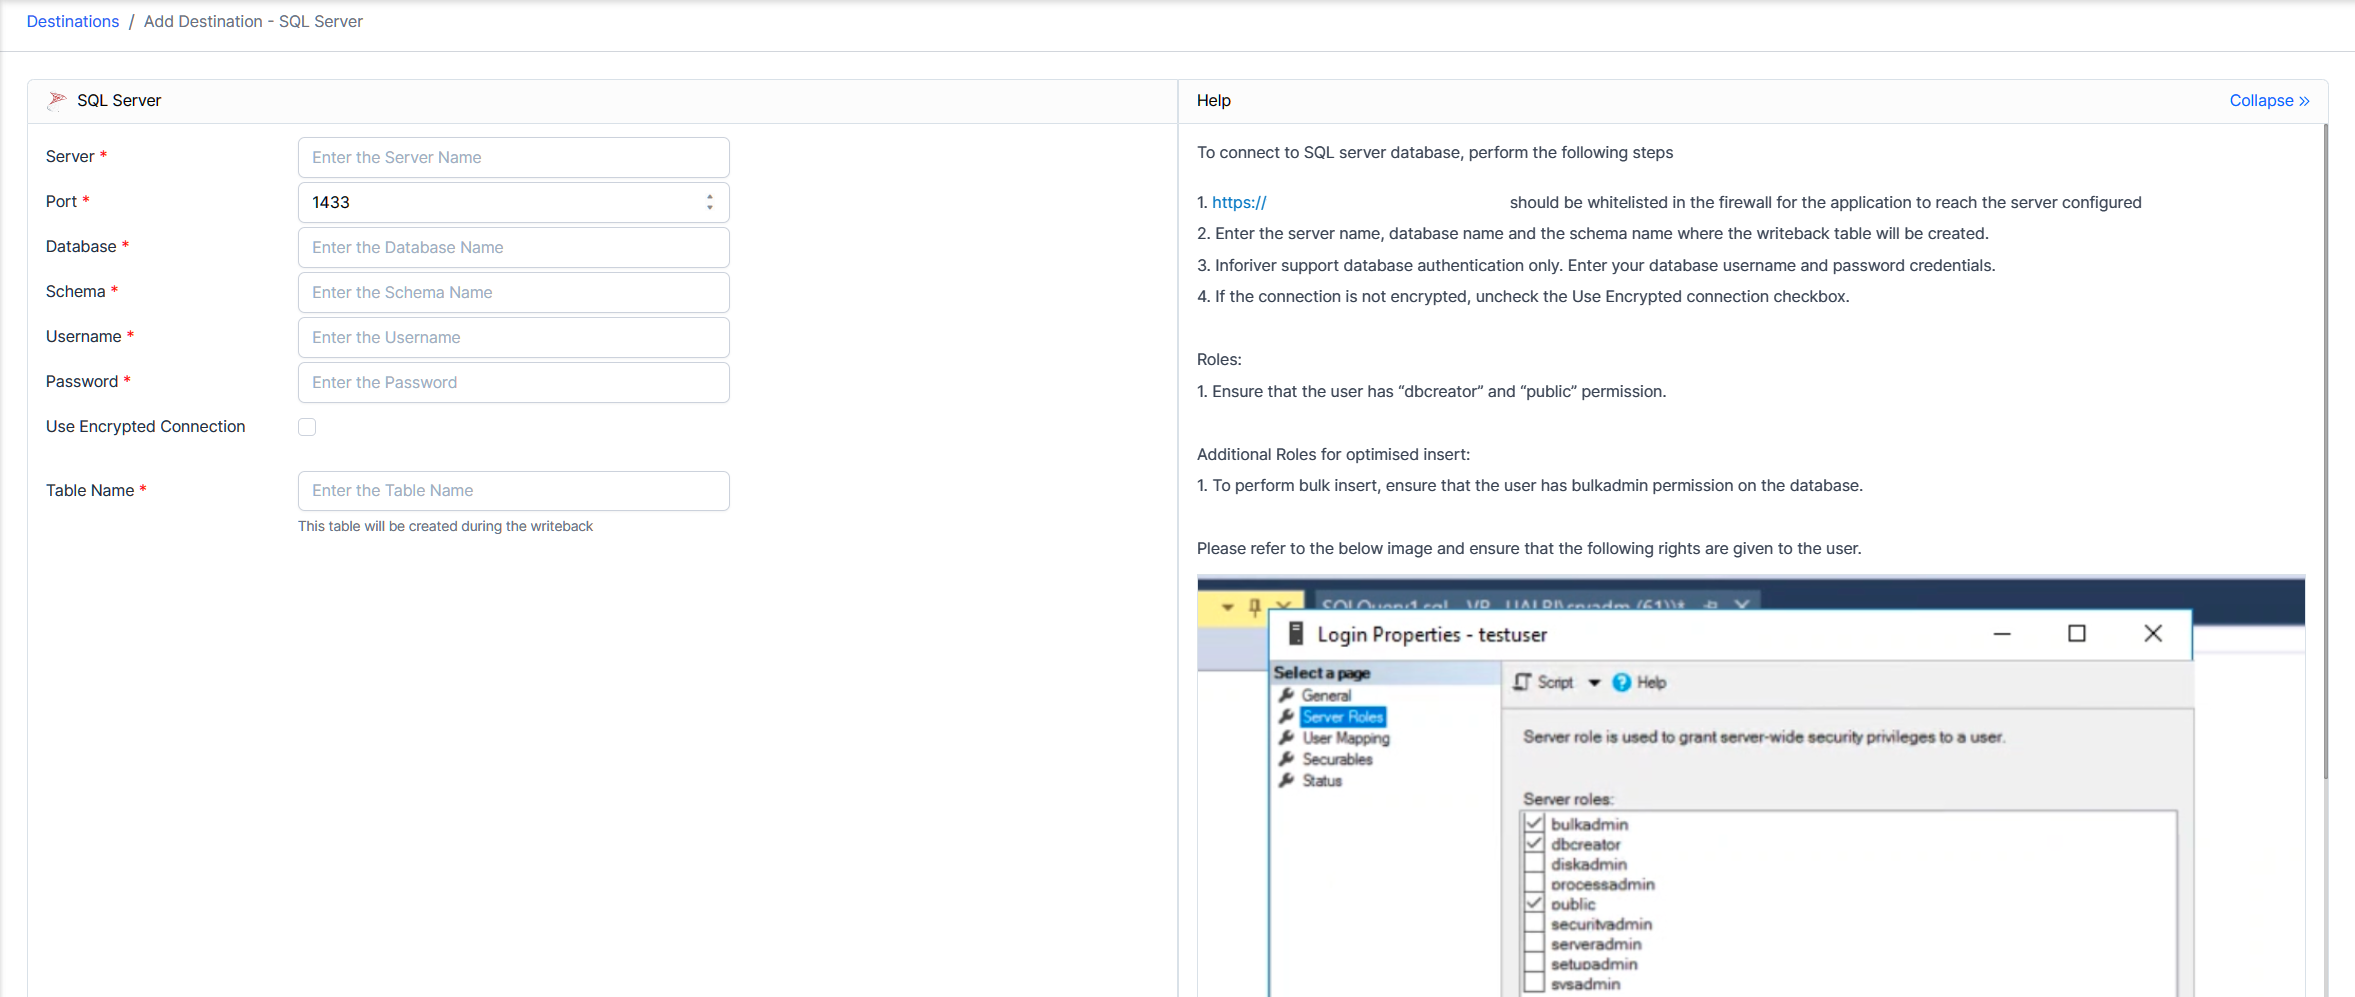 Destinations / Add Destination - SQL Server
SQL Server
Server *
Enter the Server Name
Port *
1433
Database *
Enter the Database Name
Schema *
Enter the Schema Name
Username *
Enter the Username
Password *
Enter the Password
Use Encrypted Connection
Table Name *
Enter the Table Name
This table will be created during the writeback
Help
Collapse »
To connect to SQL server database, perform the following steps
1. https:// should be whitelisted in the firewall for the application to reach the server configured
2. Enter the server name, database name and the schema name where the writeback table will be created.
3. Inforiver support database authentication only. Enter your database username and password credentials.
4. If the connection is not encrypted, uncheck the Use Encrypted connection checkbox.
Roles:
1. Ensure that the user has “dbcreator” and “public” permission.
Additional Roles for optimised insert:
1. To perform bulk insert, ensure that the user has bulkadmin permission on the database.
Please refer to the below image and ensure that the following rights are given to the user.
Login Properties - testuser
Select a page
General
Server Roles
User Mapping
Securables
Status
Script
Help
Server role is used to grant server-wide security privileges to a user.
Server roles:
bulkadmin
dbcreator
diskadmin
processadmin
public
securityadmin
serveradmin
setupadmin
sysadmin